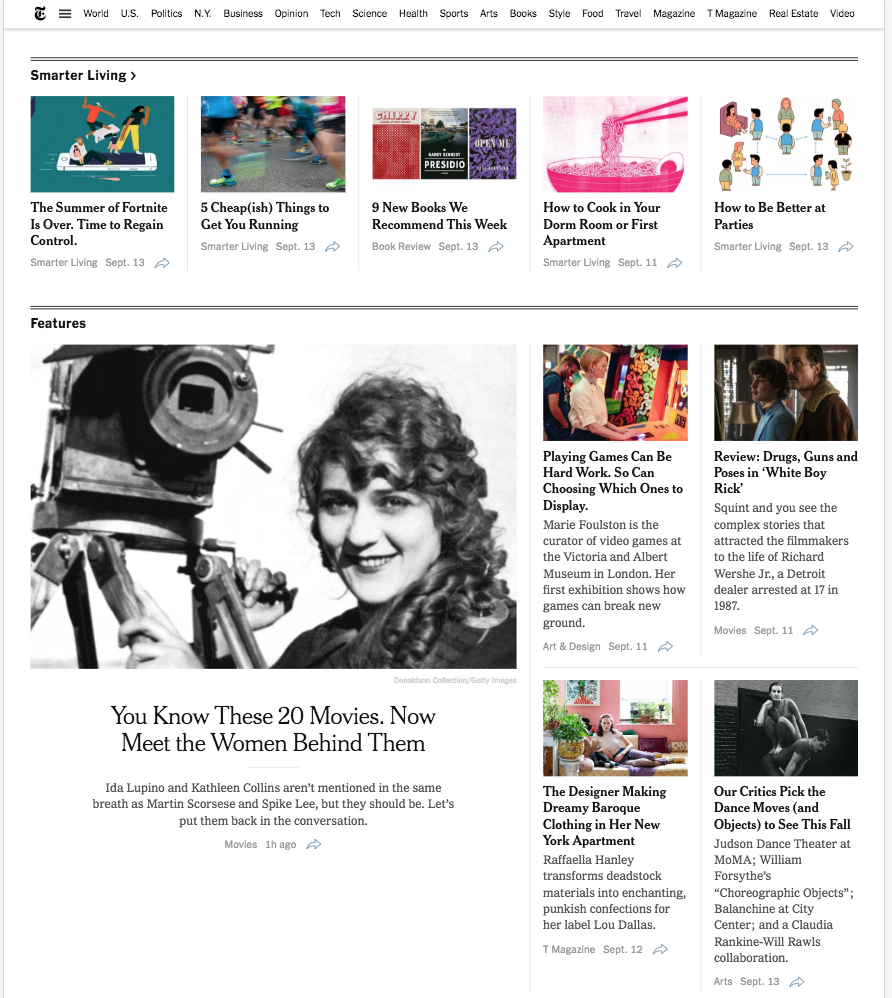 World U.S. Politics N.Y. Business Opinion Tech Science Health Sports Arts Books Style Food Travel Magazine T Magazine Real Estate Video
Smarter Living >
CHERRY
RANDY KENNEDY
PRESIDIO
OPEN ME
The Summer of Fortnite
Is Over. Time to Regain
Control.
Smarter Living Sept. 13
5 Cheap(ish) Things to
Get You Running
Smarter Living Sept. 13
9 New Books We
Recommend This Week
Book Review Sept. 13
How to Cook in Your
Dorm Room or First
Apartment
Smarter Living Sept. 11
How to Be Better at
Parties
Smarter Living Sept. 13
Features
Donaldson Collection/Getty Images
You Know These 20 Movies. Now
Meet the Women Behind Them
Ida Lupino and Kathleen Collins aren’t mentioned in the same
breath as Martin Scorsese and Spike Lee, but they should be. Let’s
put them back in the conversation.
Movies 1h ago
Playing Games Can Be
Hard Work. So Can
Choosing Which Ones to
Display.
Marie Foulston is the
curator of video games at
the Victoria and Albert
Museum in London. Her
first exhibition shows how
games can break new
ground.
Art & Design Sept. 11
Review: Drugs, Guns and
Poses in ‘White Boy
Rick’
Squint and you see the
complex stories that
attracted the filmmakers
to the life of Richard
Wershe Jr., a Detroit
dealer arrested at 17 in
1987.
Movies Sept. 11
The Designer Making
Dreamy Baroque
Clothing in Her New
York Apartment
Raffaella Hanley
transforms deadstock
materials into enchanting,
punkish confections for
her label Lou Dallas.
T Magazine Sept. 12
Our Critics Pick the
Dance Moves (and
Objects) to See This Fall
Judson Dance Theater at
MoMA; William
Forsythe’s
“Choreographic Objects”;
Balanchine at City
Center; and a Claudia
Rankine-Will Rawls
collaboration.
Arts Sept. 13